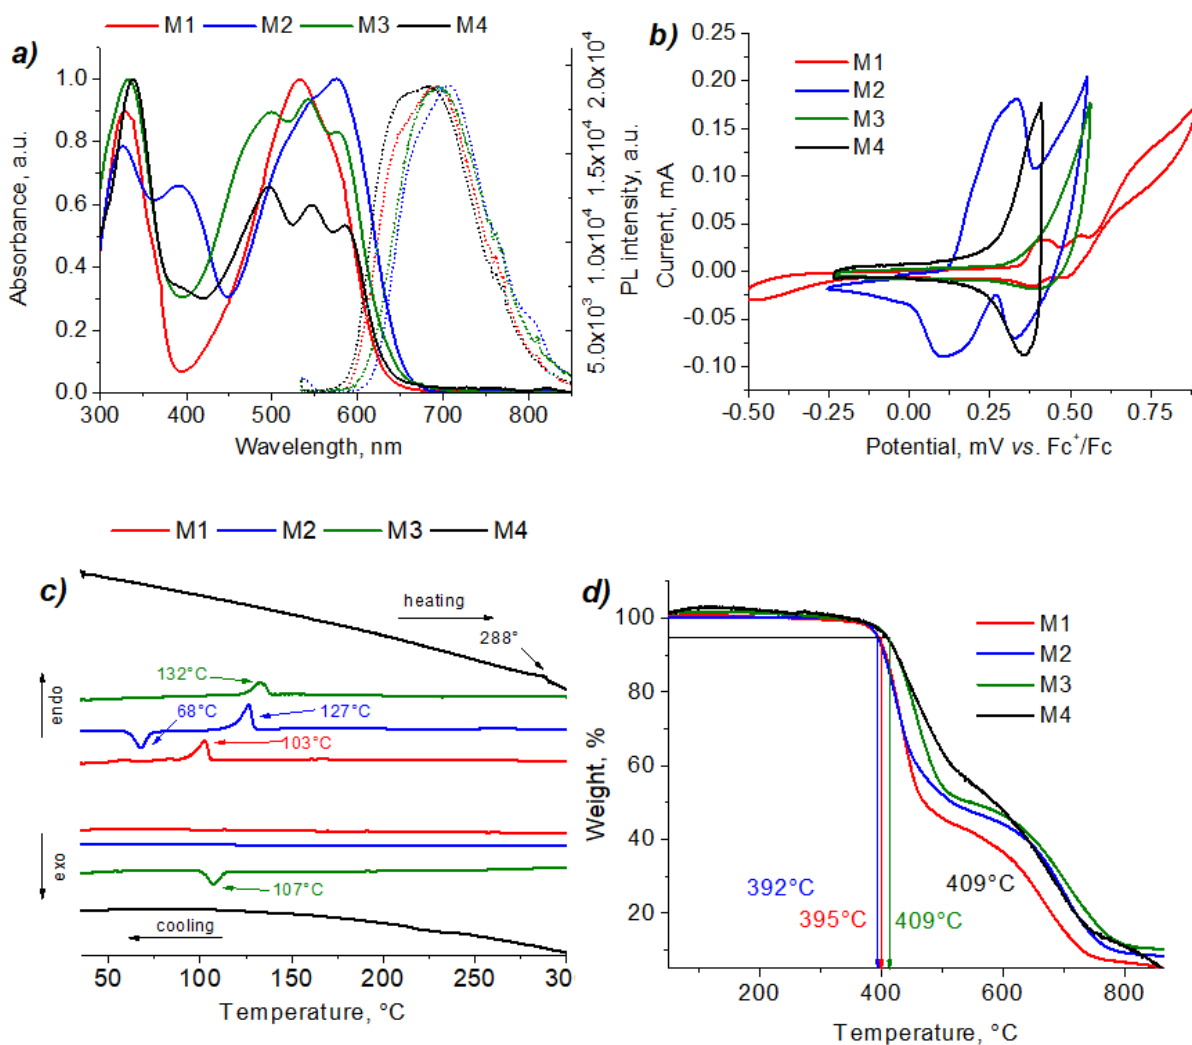 M1 M2 M3 M4
a)
Absorbance, a.u.
1.0
0.8
0.6
0.4
0.2
0.0
300 400 500 600 700 800
Wavelength, nm
2.0x10⁴
1.5x10⁴
1.0x10⁴
5.0x10³
PL intensity, a.u.
b)
M1
M2
M3
M4
Current, mA
0.25
0.20
0.15
0.10
0.05
0.00
-0.05
-0.10
-0.50 -0.25 0.00 0.25 0.50 0.75
Potential, mV vs. Fc⁺/Fc
M1 M2 M3 M4
c)
heating
288°
132°C
68°C
127°C
103°C
107°C
cooling
endo
exo
50 100 150 200 250 300
Temperature, °C
d)
M1
M2
M3
M4
Weight, %
100
80
60
40
20
392°C
395°C
409°C
409°C
200 400 600 800
Temperature, °C